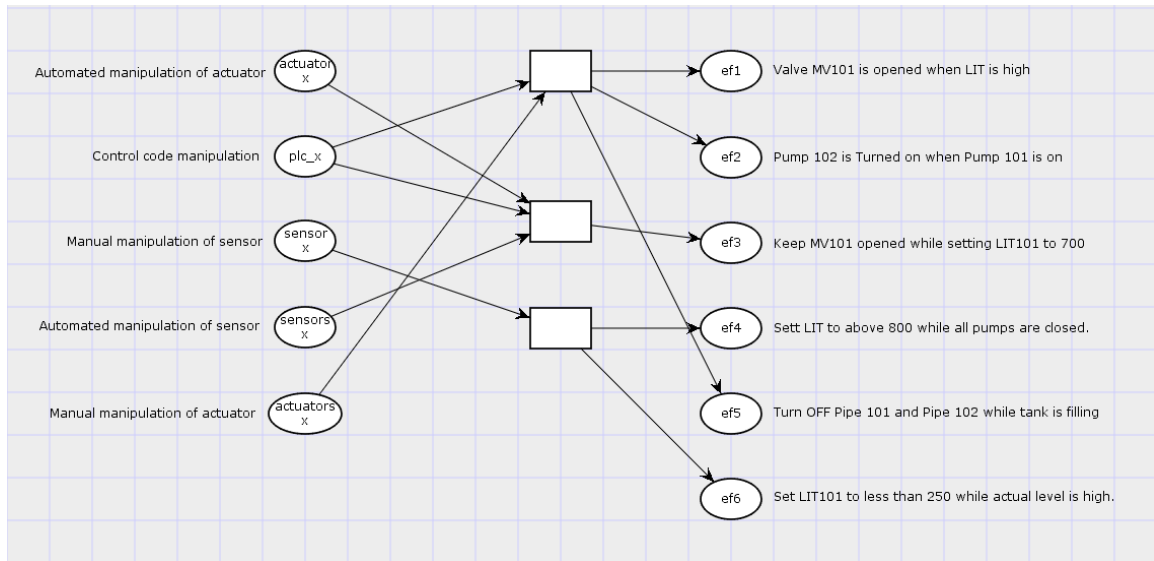 Automated manipulation of actuator
actuator
x
ef1
Valve MV101 is opened when LIT is high
Control code manipulation
plc_x
ef2
Pump 102 is Turned on when Pump 101 is on
Manual manipulation of sensor
sensor
x
ef3
Keep MV101 opened while setting LIT101 to 700
Automated manipulation of sensor
sensors
x
ef4
Sett LIT to above 800 while all pumps are closed.
Manual manipulation of actuator
actuators
x
ef5
Turn OFF Pipe 101 and Pipe 102 while tank is filling
ef6
Set LIT101 to less than 250 while actual level is high.